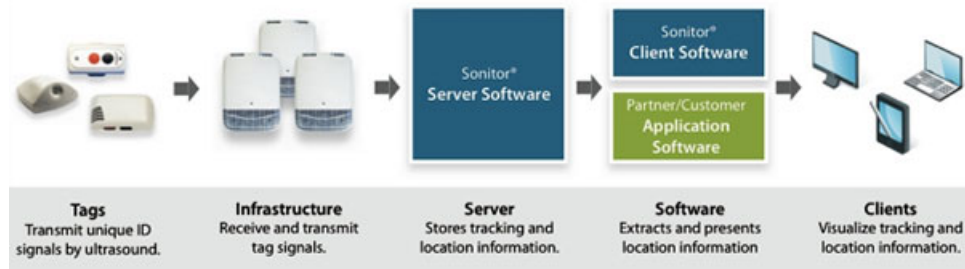 Sonitor®
Server Software
Sonitor®
Client Software
Partner/Customer
Application
Software
Tags
Transmit unique ID
signals by ultrasound.
Infrastructure
Receive and transmit
tag signals.
Server
Stores tracking and
location information.
Software
Extracts and presents
location information
Clients
Visualize tracking and
location information.